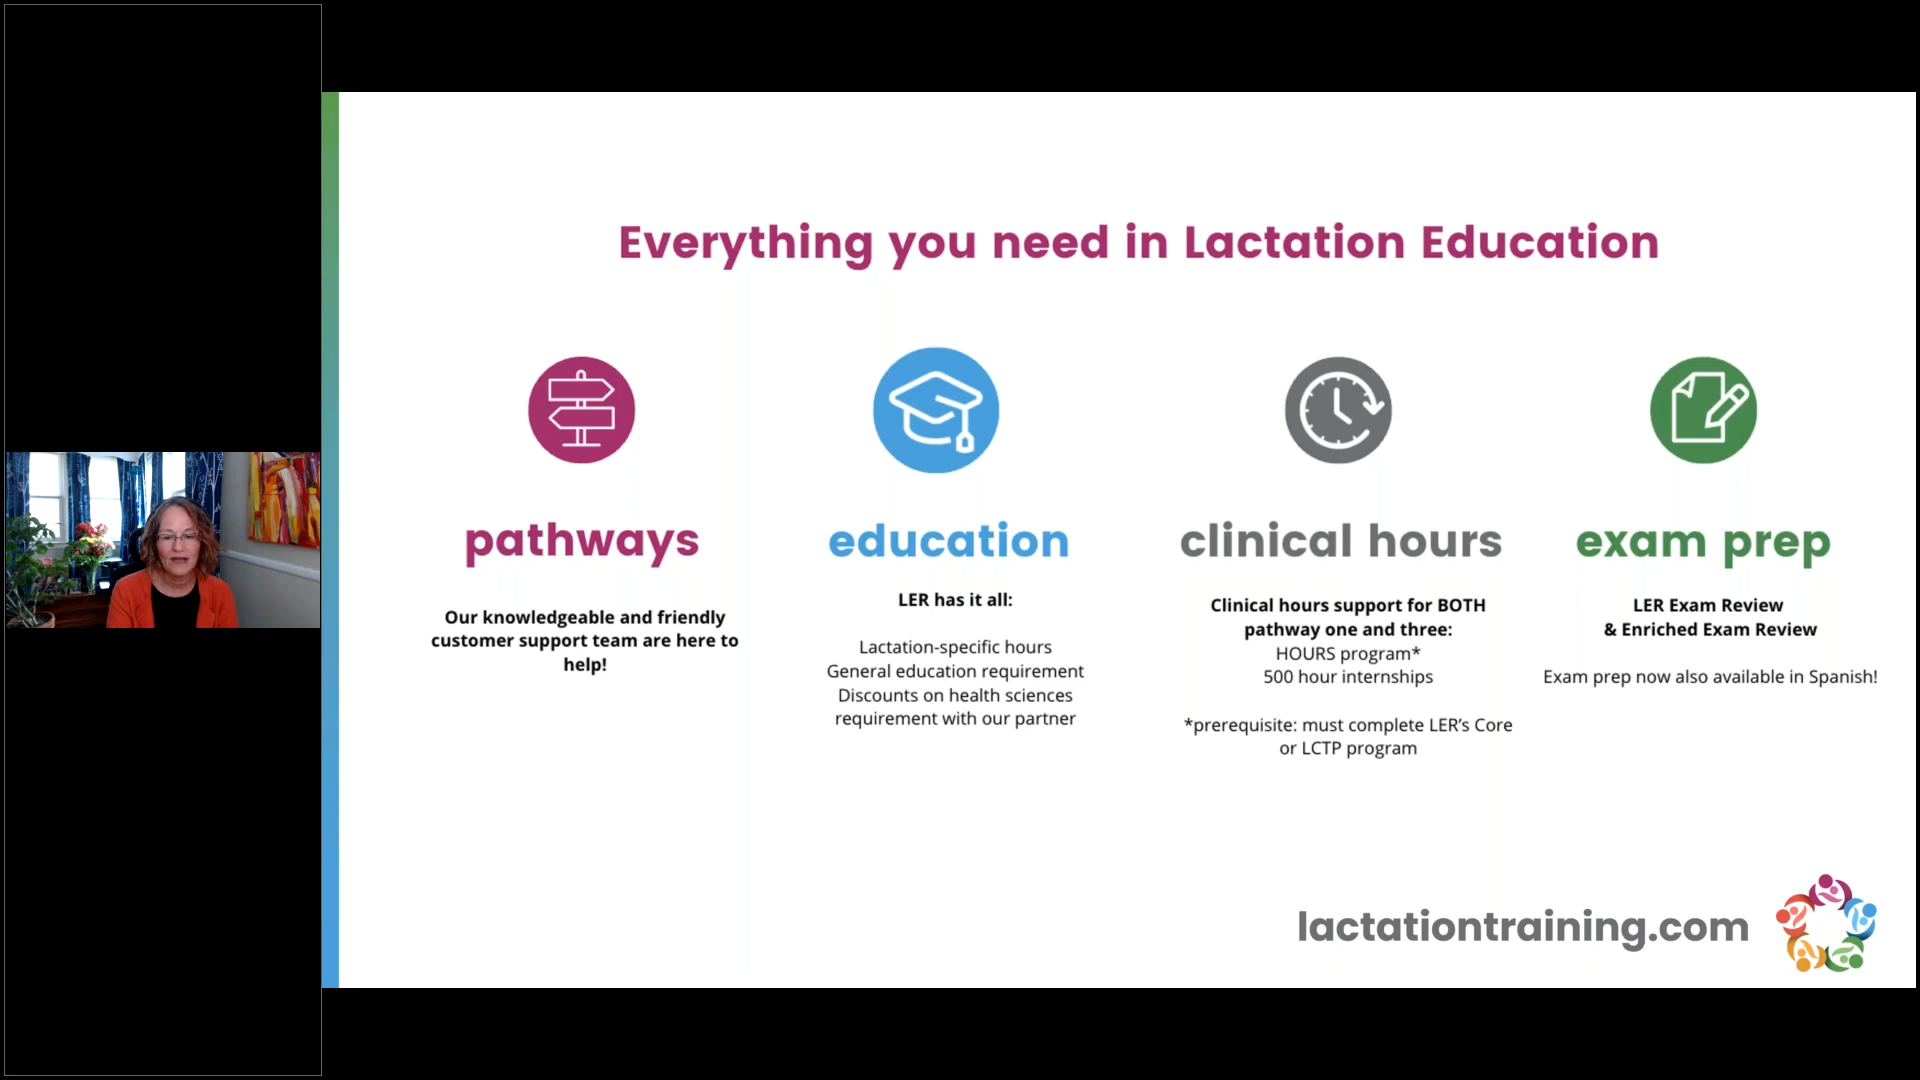 Everything you need in Lactation Education
pathways
Our knowledgeable and friendly
customer support team are here to
help!
education
LER has it all:
Lactation-specific hours
General education requirement
Discounts on health sciences
requirement with our partner
clinical hours
Clinical hours support for BOTH
pathway one and three:
HOURS program*
500 hour internships
*prerequisite: must complete LER’s Core
or LCTP program
exam prep
LER Exam Review
& Enriched Exam Review
Exam prep now also available in Spanish!
lactationtraining.com